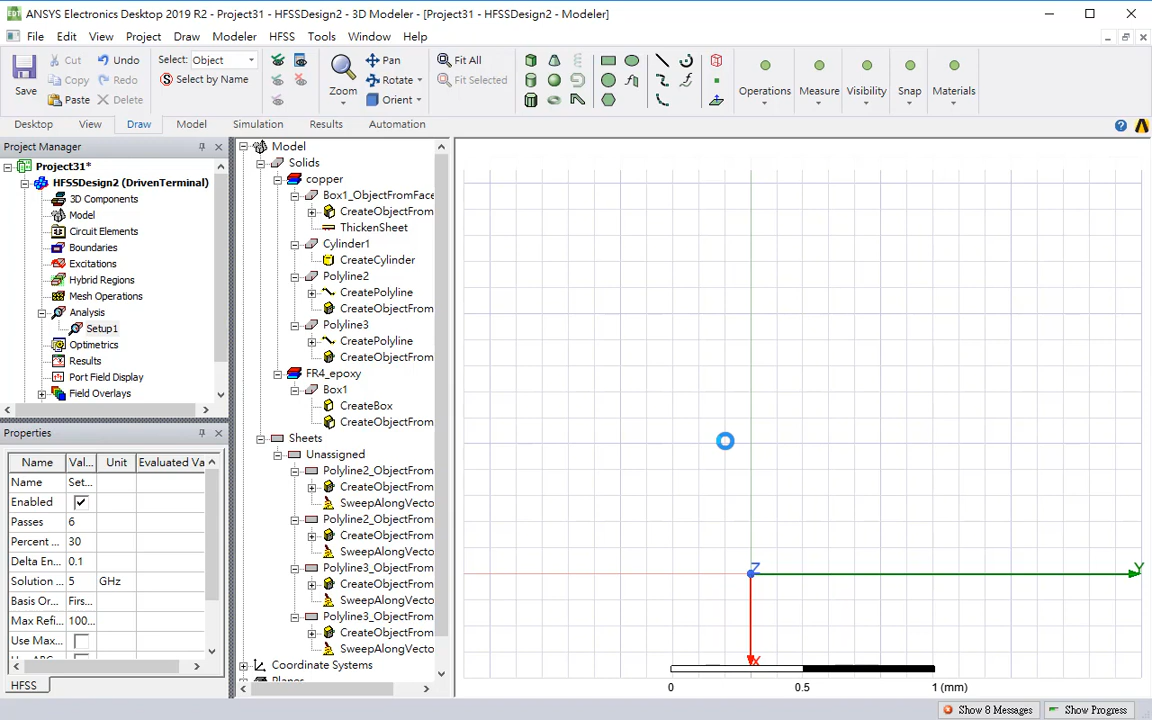 ANSYS Electronics Desktop 2019 R2 - Project31 - HFSSDesign2 - 3D Modeler - [Project31 - HFSSDesign2 - Modeler]
File Edit View Project Draw Modeler HFSS Tools Window Help
Save
Cut Undo
Copy Redo
Paste Delete
Select: Object
Select by Name
Zoom
Pan
Rotate
Orient
Fit All
Fit Selected
Operations Measure Visibility Snap Materials
Desktop View Draw Model Simulation Results Automation
Project Manager
Project31*
HFSSDesign2 (DrivenTerminal)
3D Components
Model
Circuit Elements
Boundaries
Excitations
Hybrid Regions
Mesh Operations
Analysis
Setup1
Optimetrics
Results
Port Field Display
Field Overlays
Properties
Name Val... Unit Evaluated Va
Name Set...
Enabled
Passes 6
Percent ... 30
Delta En... 0.1
Solution ... 5 GHz
Basis Or... Firs...
Max Refi... 100...
Use Max...
HFSS
Model
Solids
copper
Box1_ObjectFromFace
CreateObjectFrom
ThickenSheet
Cylinder1
CreateCylinder
Polyline2
CreatePolyline
CreateObjectFrom
Polyline3
CreatePolyline
CreateObjectFrom
FR4_epoxy
Box1
CreateBox
CreateObjectFrom
Sheets
Unassigned
Polyline2_ObjectFrom
CreateObjectFrom
SweepAlongVecto
Polyline2_ObjectFrom
CreateObjectFrom
SweepAlongVecto
Polyline3_ObjectFrom
CreateObjectFrom
SweepAlongVecto
Polyline3_ObjectFrom
CreateObjectFrom
SweepAlongVecto
Coordinate Systems
Z
Y
X
0 0.5 1 (mm)
Show 8 Messages Show Progress